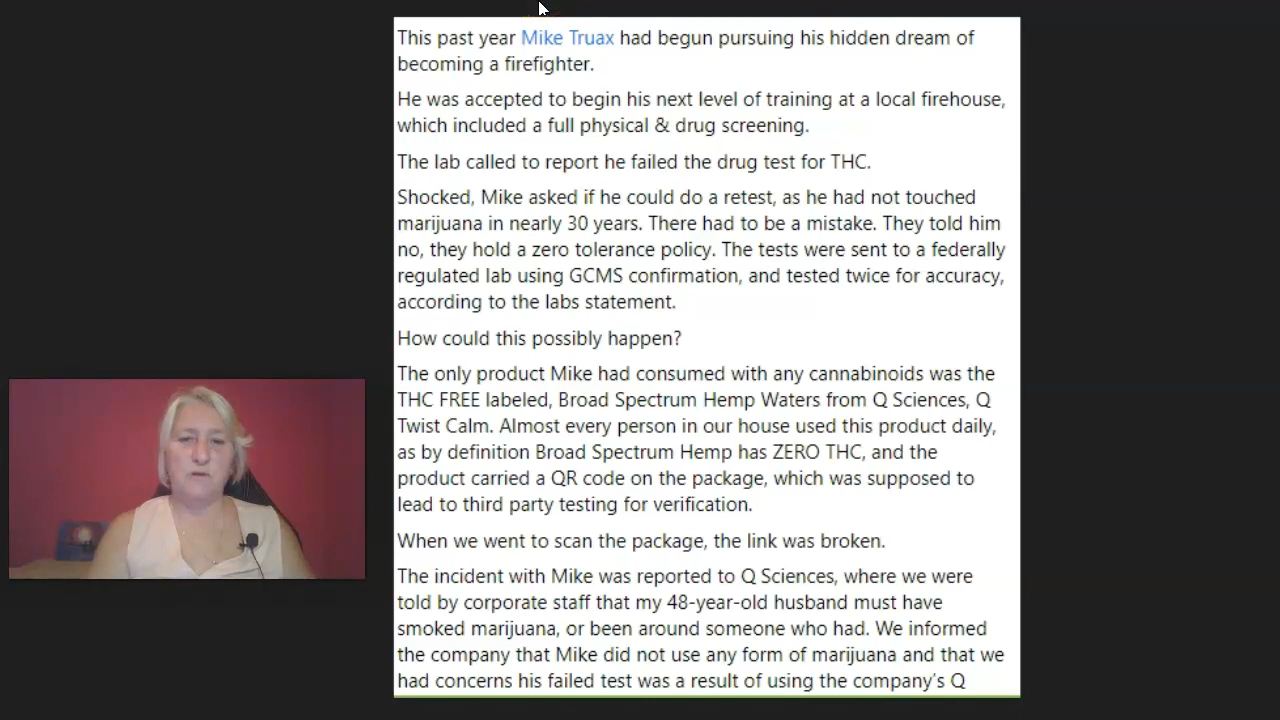 This past year Mike Truax had begun pursuing his hidden dream of
becoming a firefighter.
He was accepted to begin his next level of training at a local firehouse,
which included a full physical & drug screening.
The lab called to report he failed the drug test for THC.
Shocked, Mike asked if he could do a retest, as he had not touched
marijuana in nearly 30 years. There had to be a mistake. They told him
no, they hold a zero tolerance policy. The tests were sent to a federally
regulated lab using GCMS confirmation, and tested twice for accuracy,
according to the labs statement.
How could this possibly happen?
The only product Mike had consumed with any cannabinoids was the
THC FREE labeled, Broad Spectrum Hemp Waters from Q Sciences, Q
Twist Calm. Almost every person in our house used this product daily,
as by definition Broad Spectrum Hemp has ZERO THC, and the
product carried a QR code on the package, which was supposed to
lead to third party testing for verification.
When we went to scan the package, the link was broken.
The incident with Mike was reported to Q Sciences, where we were
told by corporate staff that my 48-year-old husband must have
smoked marijuana, or been around someone who had. We informed
the company that Mike did not use any form of marijuana and that we
had concerns his failed test was a result of using the company's Q